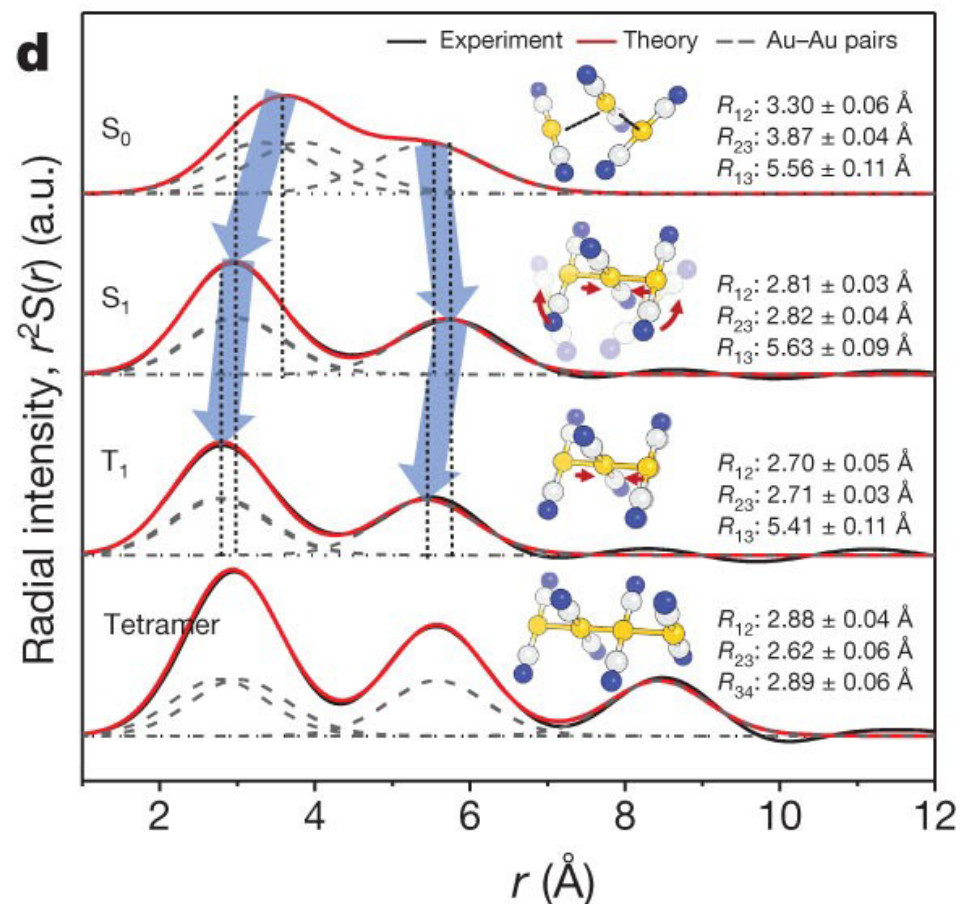 d
Experiment Theory Au–Au pairs
S₀
R₁₂: 3.30 ± 0.06 Å
R₂₃: 3.87 ± 0.04 Å
R₁₃: 5.56 ± 0.11 Å
S₁
R₁₂: 2.81 ± 0.03 Å
R₂₃: 2.82 ± 0.04 Å
R₁₃: 5.63 ± 0.09 Å
T₁
R₁₂: 2.70 ± 0.05 Å
R₂₃: 2.71 ± 0.03 Å
R₁₃: 5.41 ± 0.11 Å
Tetramer
R₁₂: 2.88 ± 0.04 Å
R₂₃: 2.62 ± 0.06 Å
R₃₄: 2.89 ± 0.06 Å
Radial intensity, r²S(r) (a.u.)
2 4 6 8 10 12
r (Å)